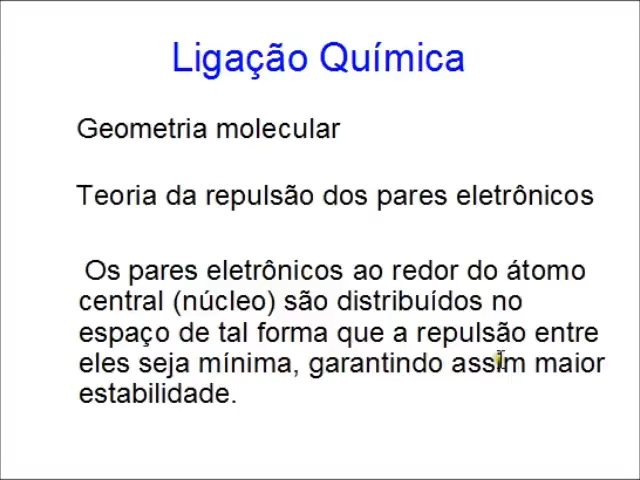 Ligação Química
Geometria molecular
Teoria da repulsão dos pares eletrônicos
Os pares eletrônicos ao redor do átomo
central (núcleo) são distribuídos no
espaço de tal forma que a repulsão entre
eles seja mínima, garantindo assim maior
estabilidade.